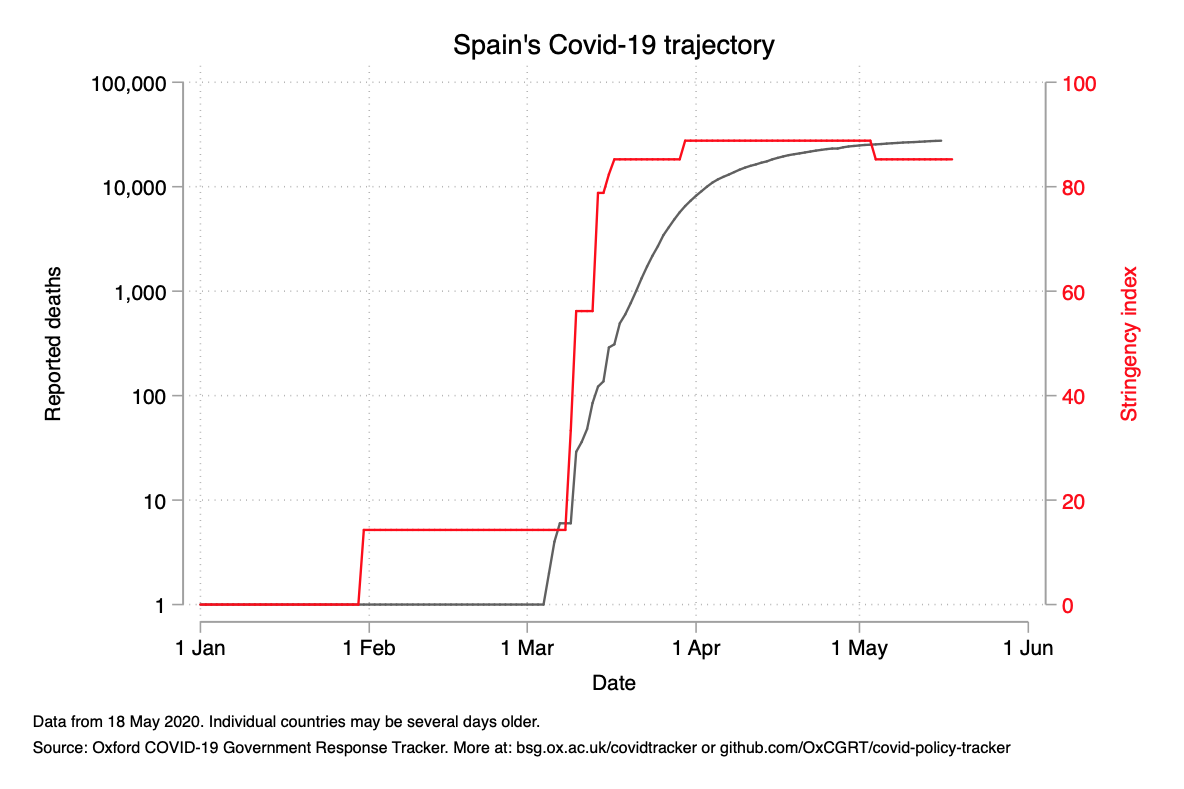 Spain's Covid-19 trajectory
100,000
10,000
1,000
100
10
1
Reported deaths
100
80
60
40
20
0
Stringency index
1 Jan
1 Feb
1 Mar
1 Apr
1 May
1 Jun
Date
Data from 18 May 2020. Individual countries may be several days older.
Source: Oxford COVID-19 Government Response Tracker. More at: bsg.ox.ac.uk/covidtracker or github.com/OxCGRT/covid-policy-tracker